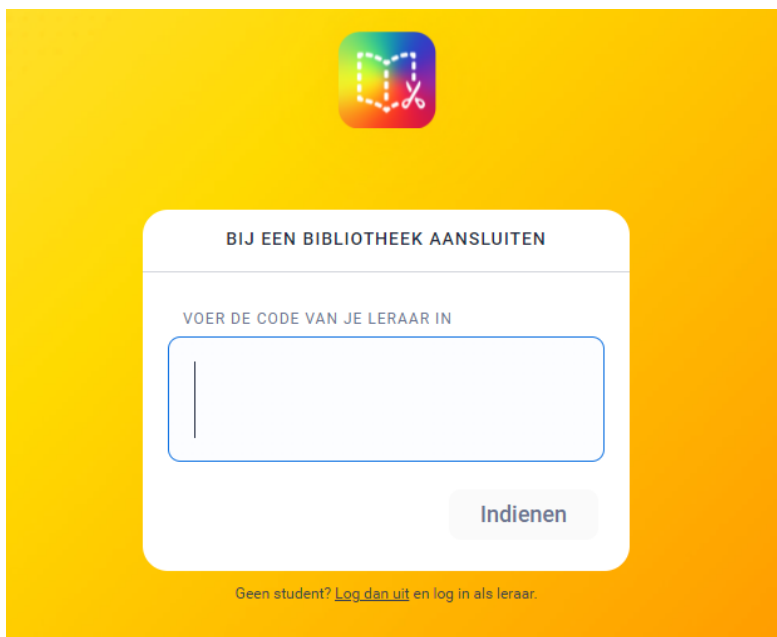 BIJ EEN BIBLIOTHEEK AANSLUITEN
VOER DE CODE VAN JE LERAAR IN
Indienen
Geen student? Log dan uit en log in als leraar.